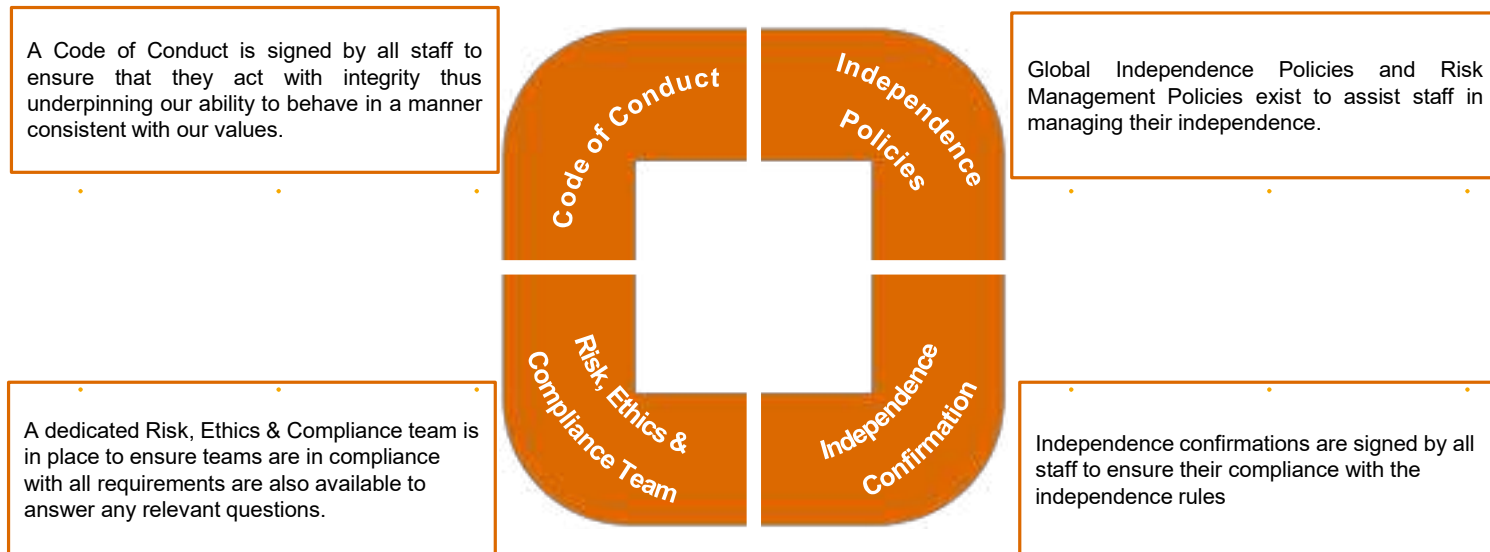 A Code of Conduct is signed by all staff to
ensure that they act with integrity thus
underpinning our ability to behave in a manner
consistent with our values.
Code of Conduct
Independence
Policies
Global Independence Policies and Risk
Management Policies exist to assist staff in
managing their independence.
A dedicated Risk, Ethics & Compliance team is
in place to ensure teams are in compliance
with all requirements are also available to
answer any relevant questions.
Risk, Ethics &
Compliance Team
Independence
Confirmation
Independence confirmations are signed by all
staff to ensure their compliance with the
independence rules